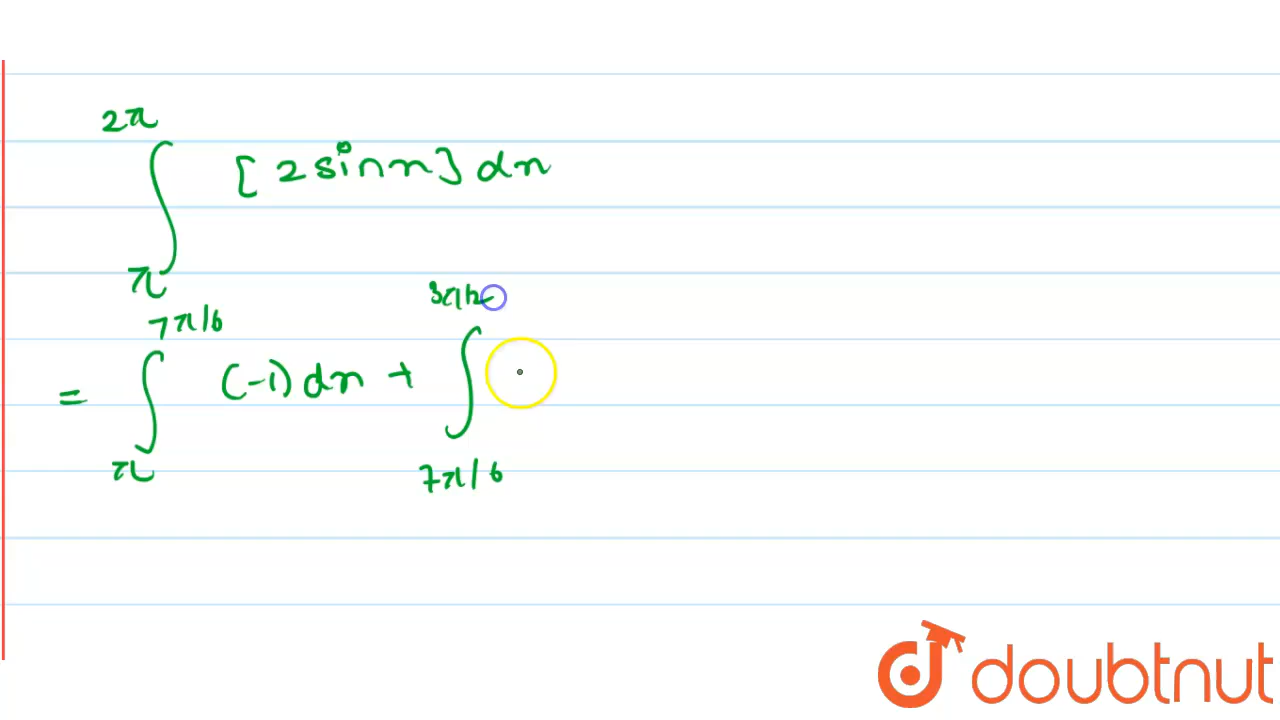 2π
∫ [2 sin x] dx
π
7π/6 3π/2
= ∫ (-1) dx + ∫
π 7π/6
doubtnut